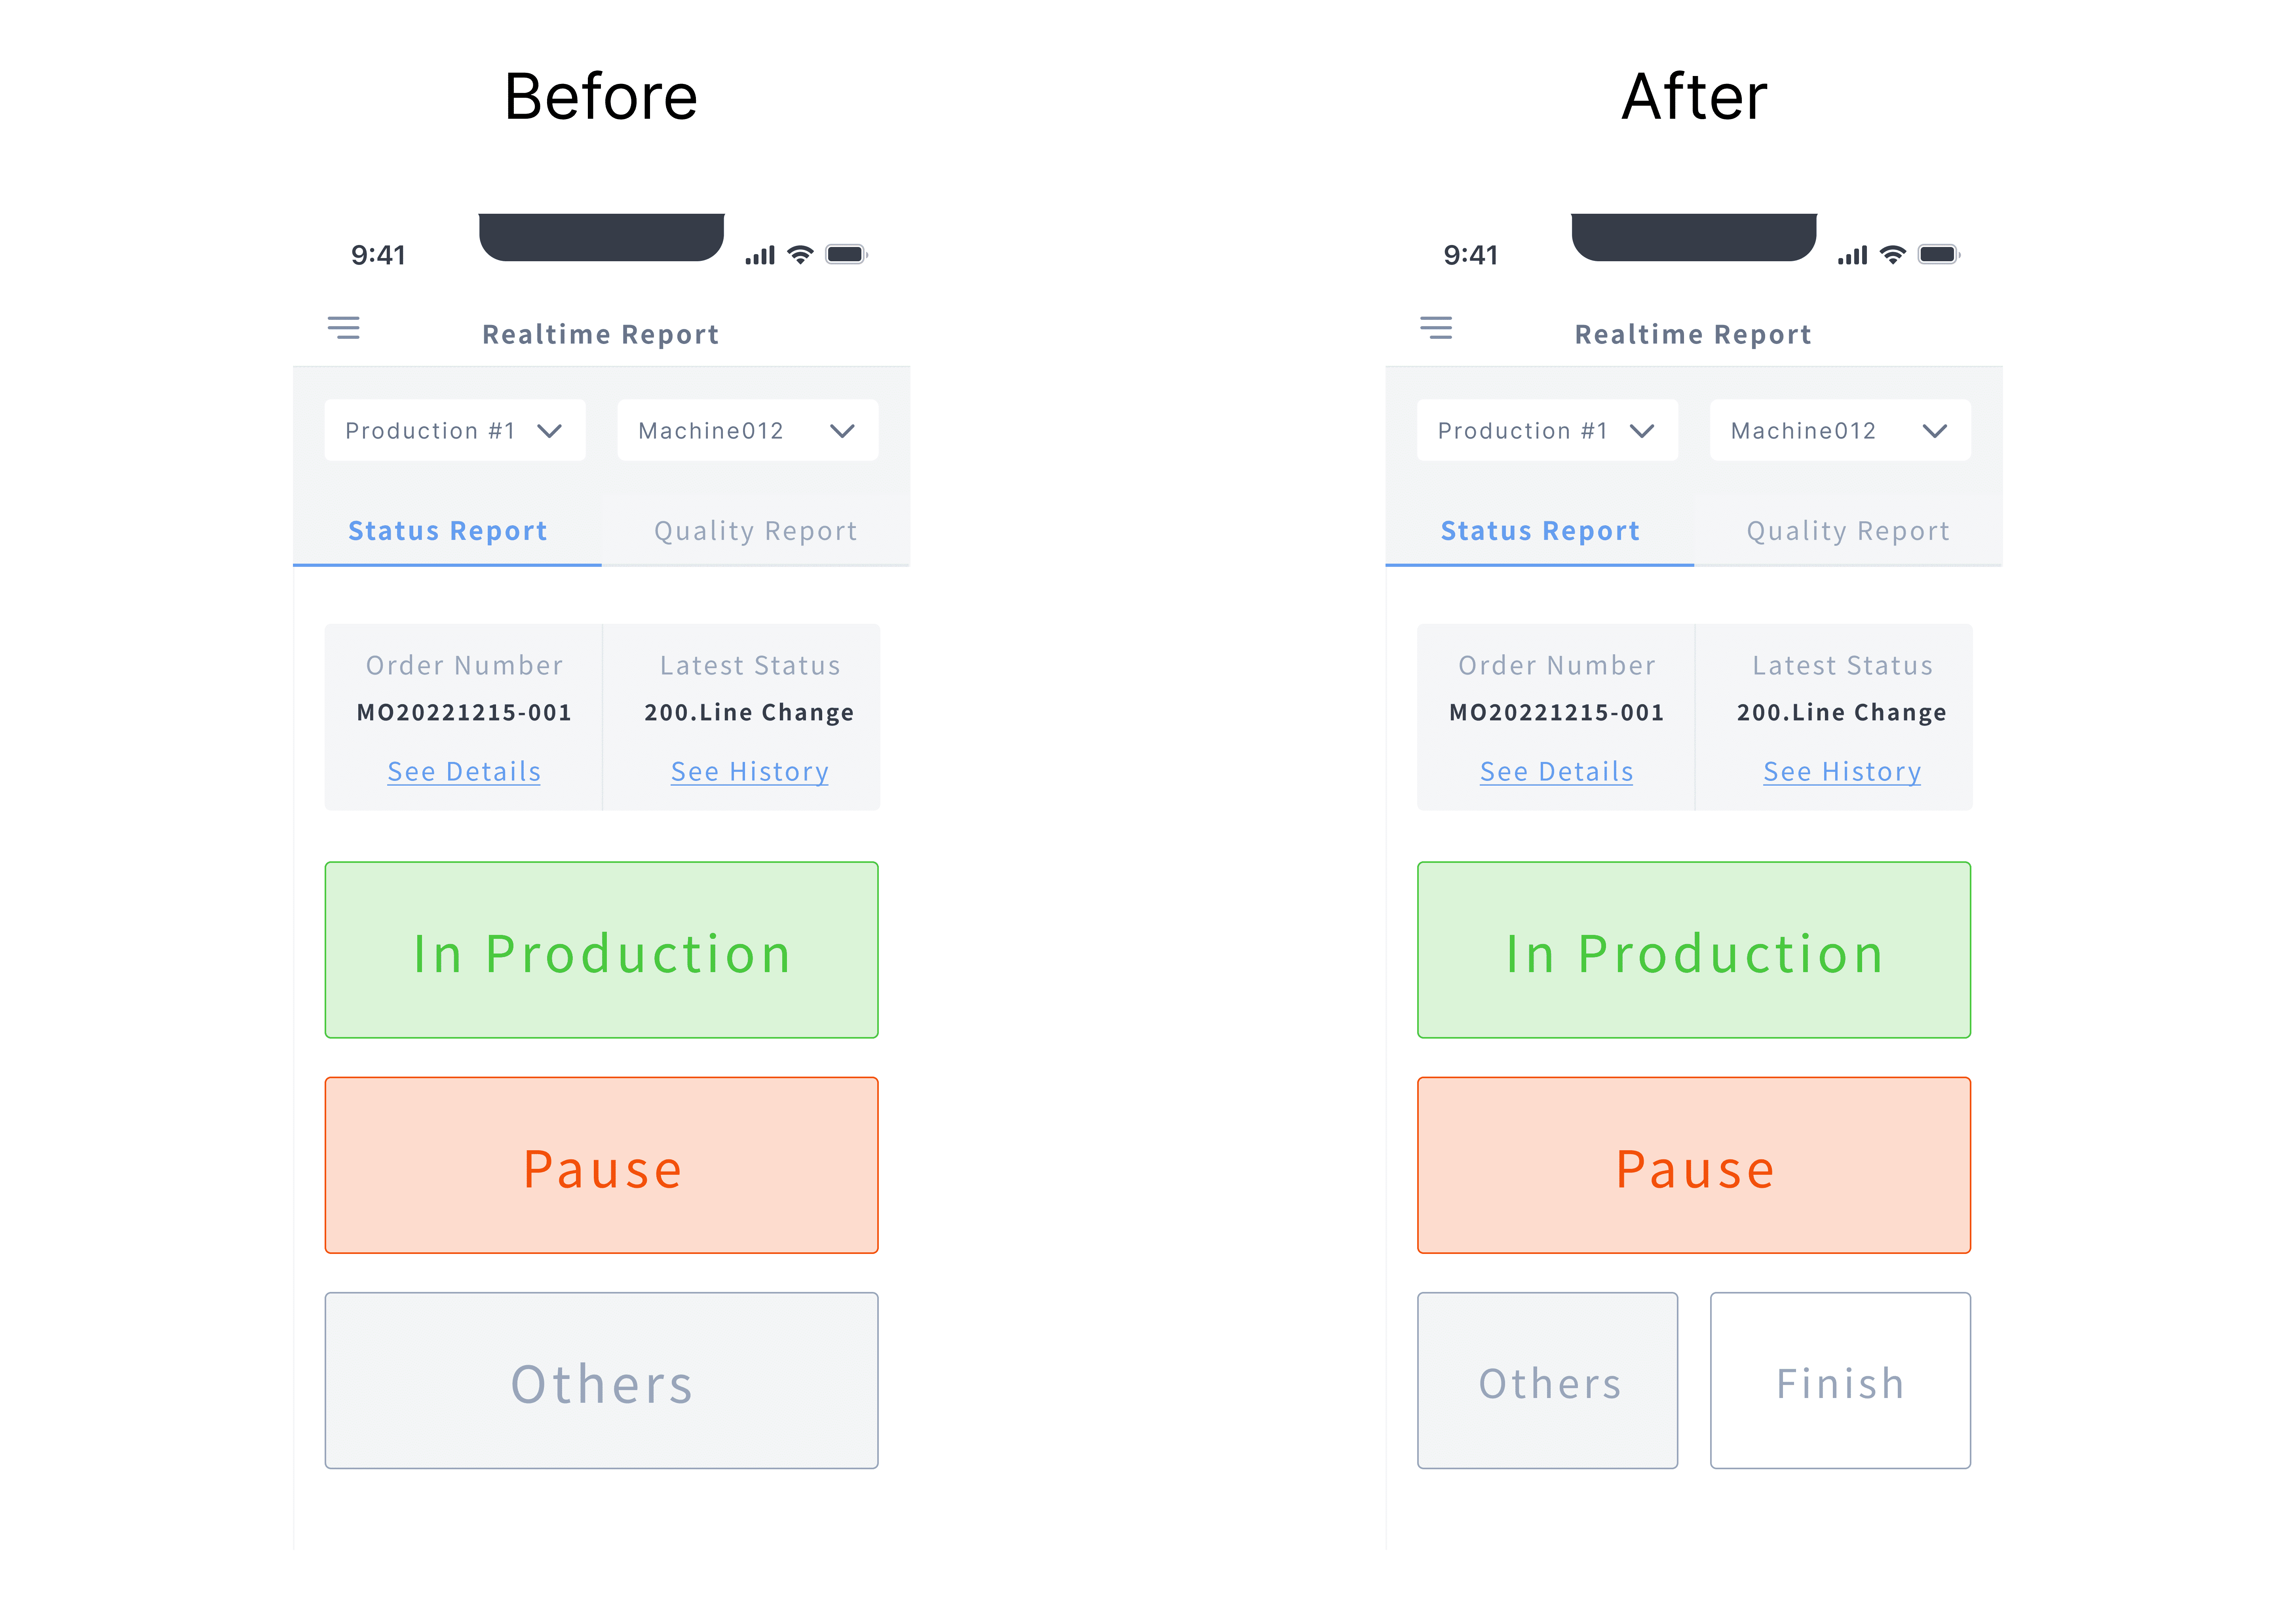 Before
9:41
Realtime Report
Production #1
Machine012
Status Report
Quality Report
Order Number
MO20221215-001
See Details
Latest Status
200.Line Change
See History
In Production
Pause
Others
After
9:41
Realtime Report
Production #1
Machine012
Status Report
Quality Report
Order Number
MO20221215-001
See Details
Latest Status
200.Line Change
See History
In Production
Pause
Others
Finish